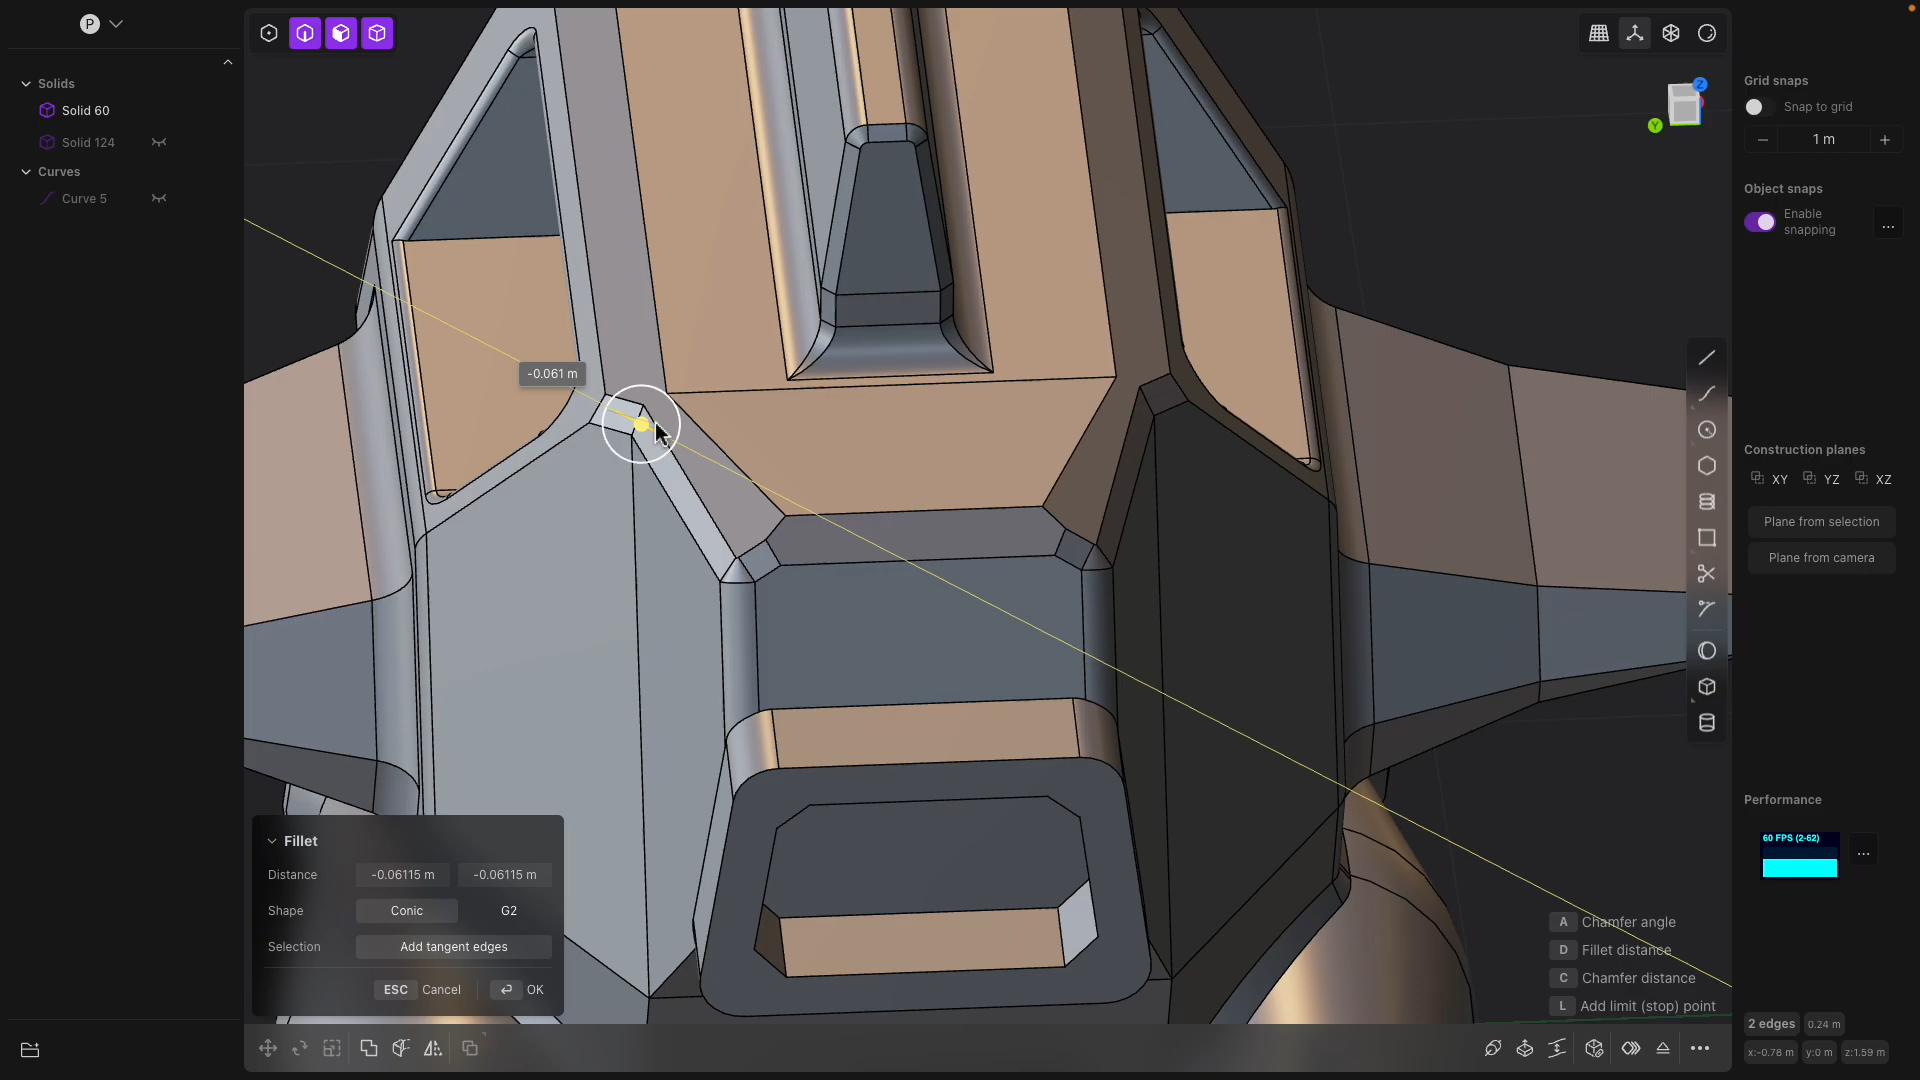 P
Solids
Solid 60
Solid 124
Curves
Curve 5
Z
Y
-0.061 m
Fillet
Distance -0.06115 m -0.06115 m
Shape Conic G2
Selection Add tangent edges
ESC Cancel OK
A Chamfer angle
D Fillet distance
C Chamfer distance
L Add limit (stop) point
Grid snaps
Snap to grid
1 m
Object snaps
Enable
snapping
...
Construction planes
XY YZ XZ
Plane from selection
Plane from camera
Performance
60 FPS (2-62)
...
2 edges 0.24 m
x:-0.78 m y:0 m z:1.59 m